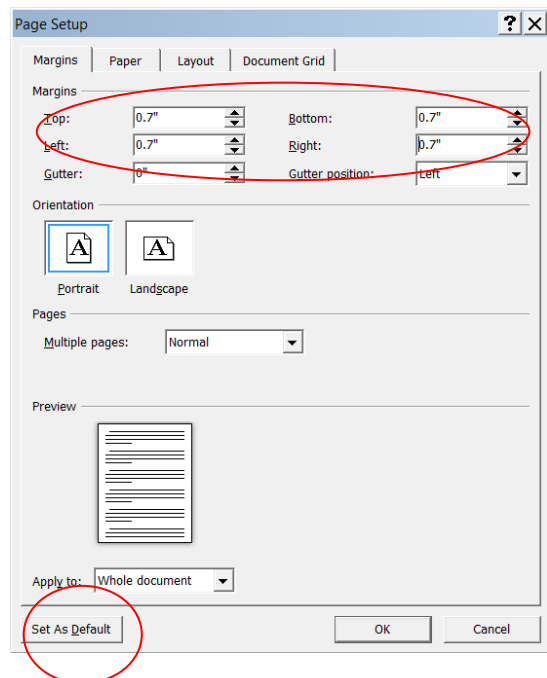 Page Setup ? X
Margins Paper Layout Document Grid
Margins
Top: 0.7" Bottom: 0.7"
Left: 0.7" Right: 0.7"
Gutter: 0" Gutter position: Left
Orientation
A A
Portrait Landscape
Pages
Multiple pages: Normal
Preview
Apply to: Whole document
Set As Default OK Cancel